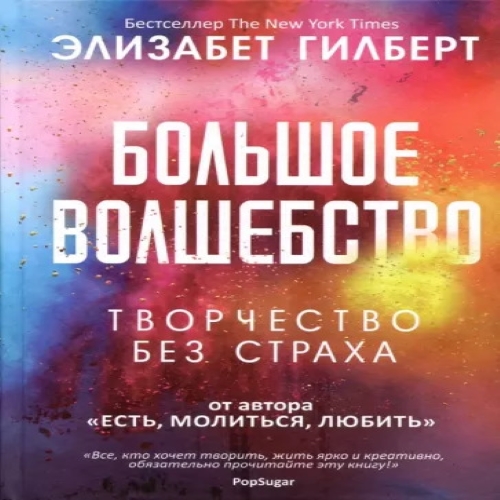 Бестселлер The New York Times
ЭЛИЗАБЕТ ГИЛБЕРТ
БОЛЬШОЕ
ВОЛШЕБСТВО
ТВОРЧЕСТВО
БЕЗ СТРАХА
от автора
«ЕСТЬ, МОЛИТЬСЯ, ЛЮБИТЬ»
«Все, кто хочет творить, жить ярко и креативно,
обязательно прочитайте эту книгу!»
PopSugar